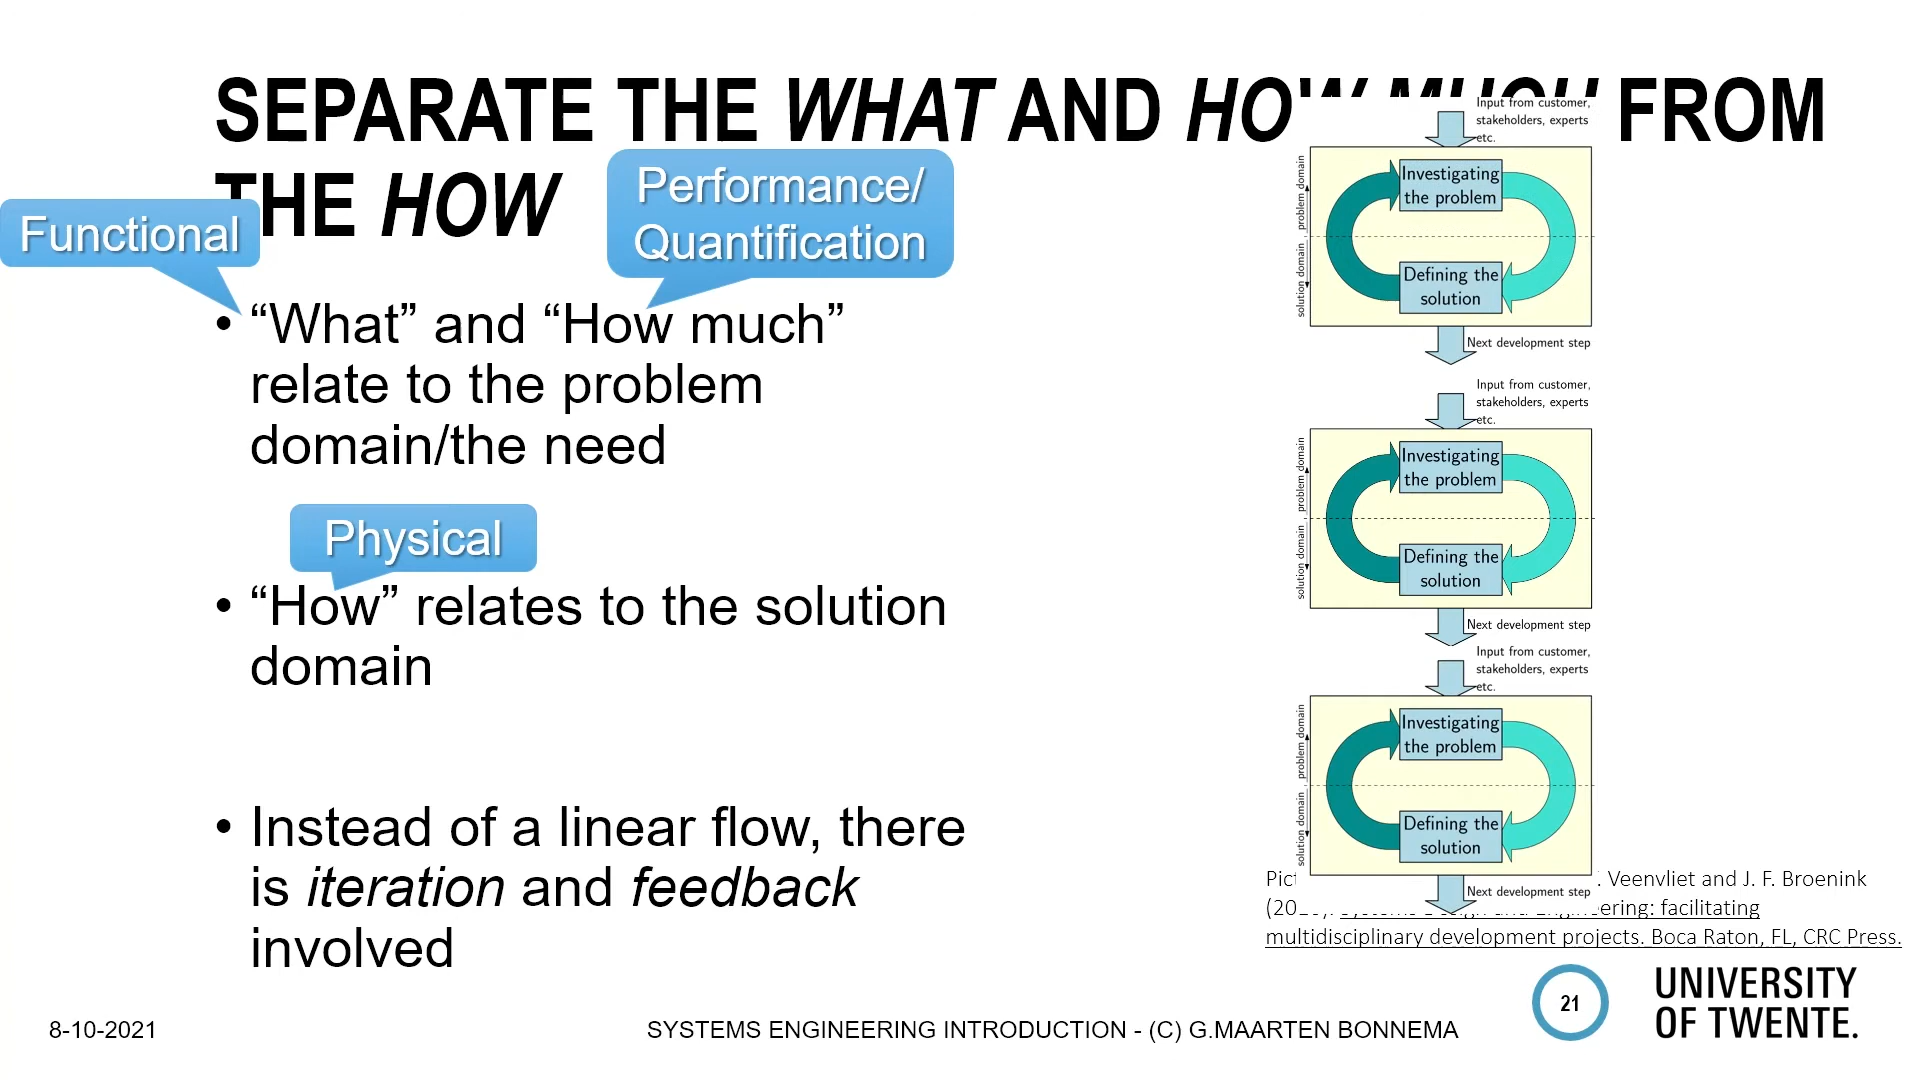 SEPARATE THE WHAT AND HOW MUCH FROM
THE HOW
Functional
Performance/
Quantification
• “What” and “How much”
relate to the problem
domain/the need
Physical
• “How” relates to the solution
domain
• Instead of a linear flow, there
is iteration and feedback
involved
Input from customer,
stakeholders, experts
etc.
problem domain
solution domain
Investigating
the problem
Defining the
solution
Next development step
Input from customer,
stakeholders, experts
etc.
problem domain
solution domain
Investigating
the problem
Defining the
solution
Next development step
Input from customer,
stakeholders, experts
etc.
problem domain
solution domain
Investigating
the problem
Defining the
solution
Next development step
Veenvliet and J. F. Broenink
Engineering: facilitating
multidisciplinary development projects. Boca Raton, FL, CRC Press.
8-10-2021
SYSTEMS ENGINEERING INTRODUCTION - (C) G.MAARTEN BONNEMA
21
UNIVERSITY
OF TWENTE.